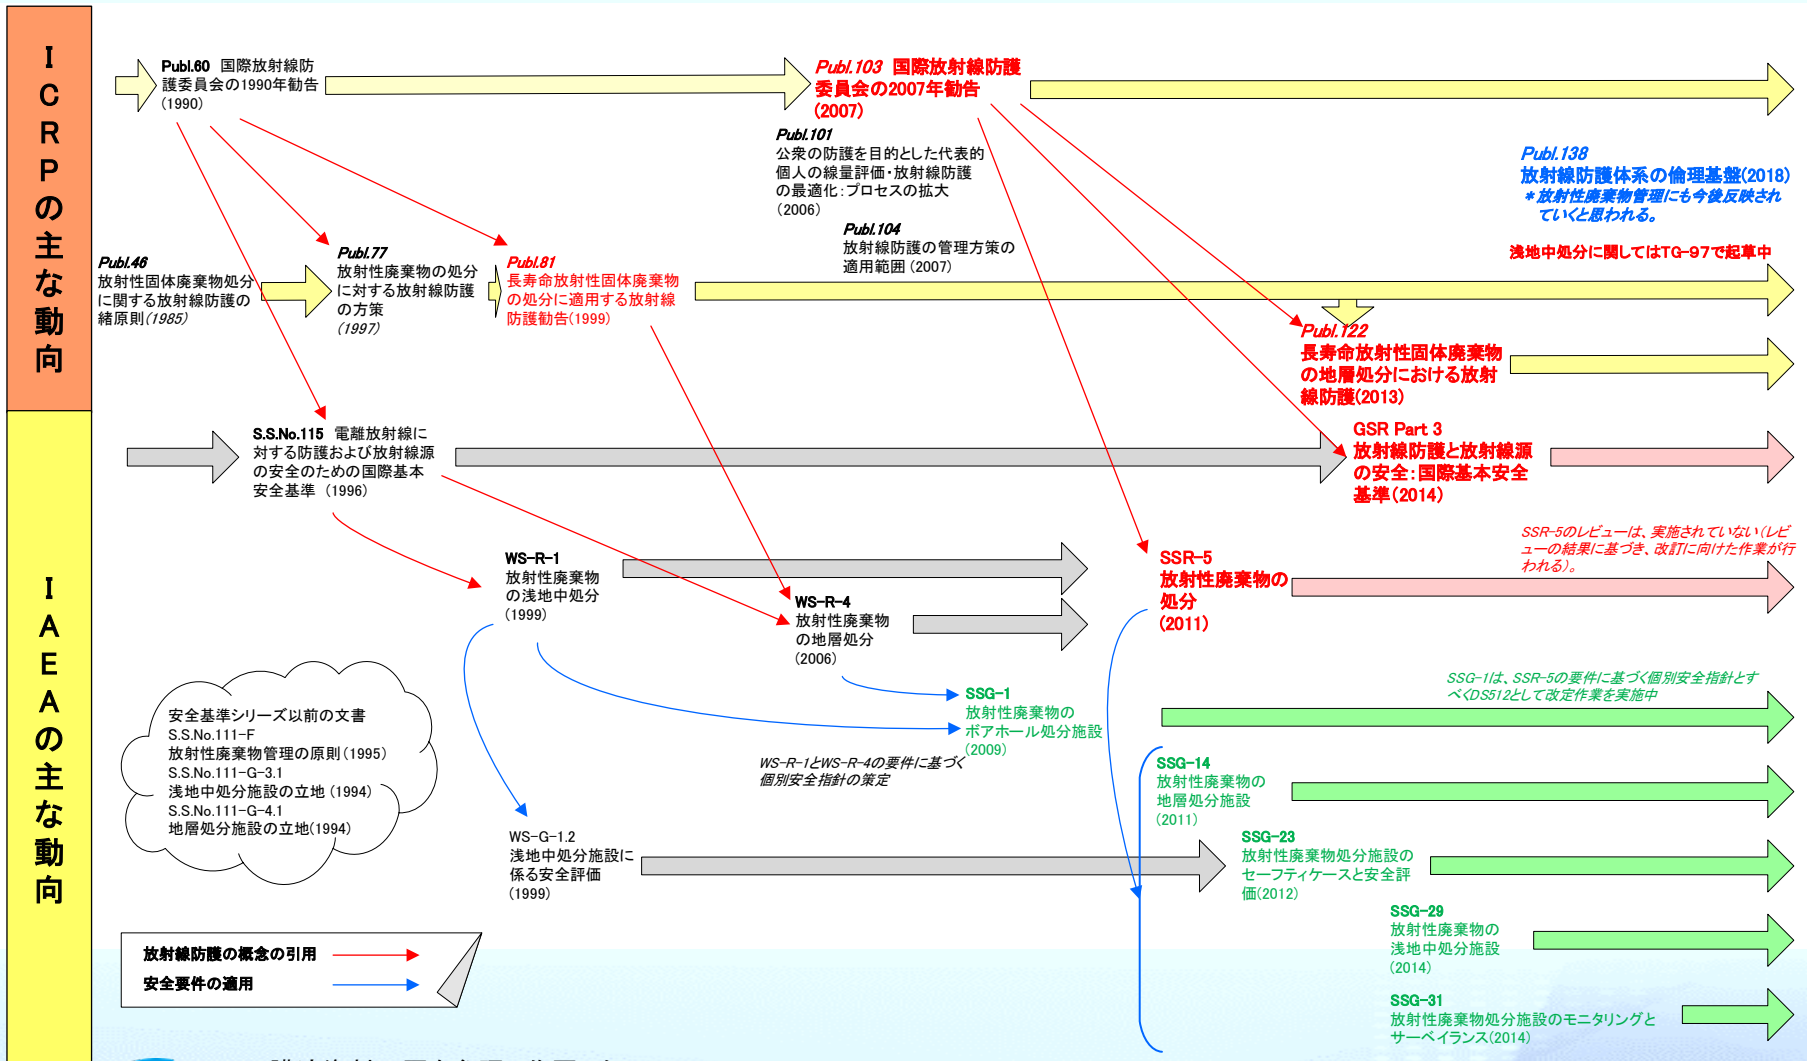 ICRPの主な動向
Publ.60 国際放射線防
護委員会の1990年勧告
(1990)
Publ.103 国際放射線防護
委員会の2007年勧告
(2007)
Publ.101
公衆の防護を目的とした代表的
個人の線量評価・放射線防護
の最適化：プロセスの拡大
(2006)
Publ.104
放射線防護の管理方策の
適用範囲(2007)
Publ.138
放射線防護体系の倫理基盤(2018)
＊放射性廃棄物管理にも今後反映され
ていくと思われる。
浅地中処分に関してはTG-97で起草中
Publ.46
放射性固体廃棄物処分
に関する放射線防護の
緒原則(1985)
Publ.77
放射性廃棄物の処分
に対する放射線防護
の方策
(1997)
Publ.81
長寿命放射性固体廃棄物
の処分に適用する放射線
防護勧告(1999)
Publ.122
長寿命放射性固体廃棄物
の地層処分における放射
線防護(2013)
IAEAの主な動向
S.S.No.115 電離放射線に
対する防護および放射線源
の安全のための国際基本
安全基準 (1996)
GSR Part 3
放射線防護と放射線源
の安全：国際基本安全
基準(2014)
WS-R-1
放射性廃棄物
の浅地中処分
(1999)
WS-R-4
放射性廃棄物
の地層処分
(2006)
SSR-5
放射性廃棄物の
処分
(2011)
SSR-5のレビューは、実施されていない(レビ
ューの結果に基づき、改訂に向けた作業が行
われる)。
SSG-1
放射性廃棄物の
ボアホール処分施設
(2009)
SSG-1は、SSR-5の要件に基づく個別安全指針とす
べくDS512として改定作業を実施中
WS-R-1とWS-R-4の要件に基づく
個別安全指針の策定
安全基準シリーズ以前の文書
S.S.No.111-F
放射性廃棄物管理の原則(1995)
S.S.No.111-G-3.1
浅地中処分施設の立地(1994)
S.S.No.111-G-4.1
地層処分施設の立地(1994)
SSG-14
放射性廃棄物の
地層処分施設
(2011)
WS-G-1.2
浅地中処分施設に
係る安全評価
(1999)
SSG-23
放射性廃棄物処分施設の
セーフティケースと安全評
価(2012)
SSG-29
放射性廃棄物の
浅地中処分施設
(2014)
SSG-31
放射性廃棄物処分施設のモニタリングと
サーベイランス(2014)
放射線防護の概念の引用
安全要件の適用